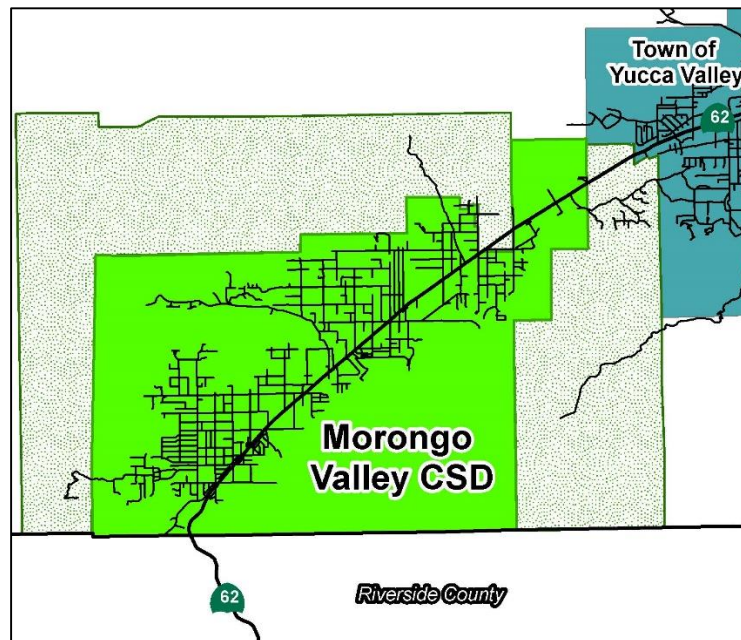 Town of
Yucca Valley
62
Morongo
Valley CSD
62
Riverside County